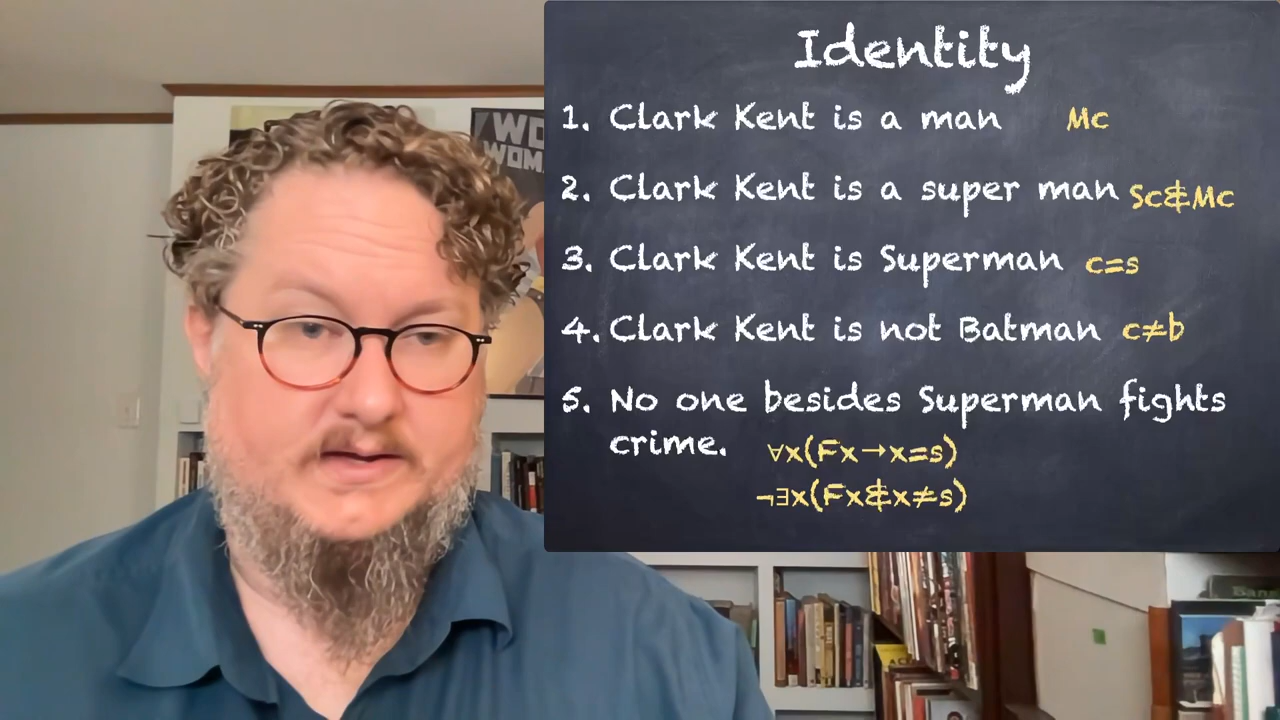 Identity
1. Clark Kent is a man Mc
2. Clark Kent is a super man Sc&Mc
3. Clark Kent is Superman c=s
4. Clark Kent is not Batman c≠b
5. No one besides Superman fights
crime. ∀x(Fx→x=s)
¬∃x(Fx&x≠s)